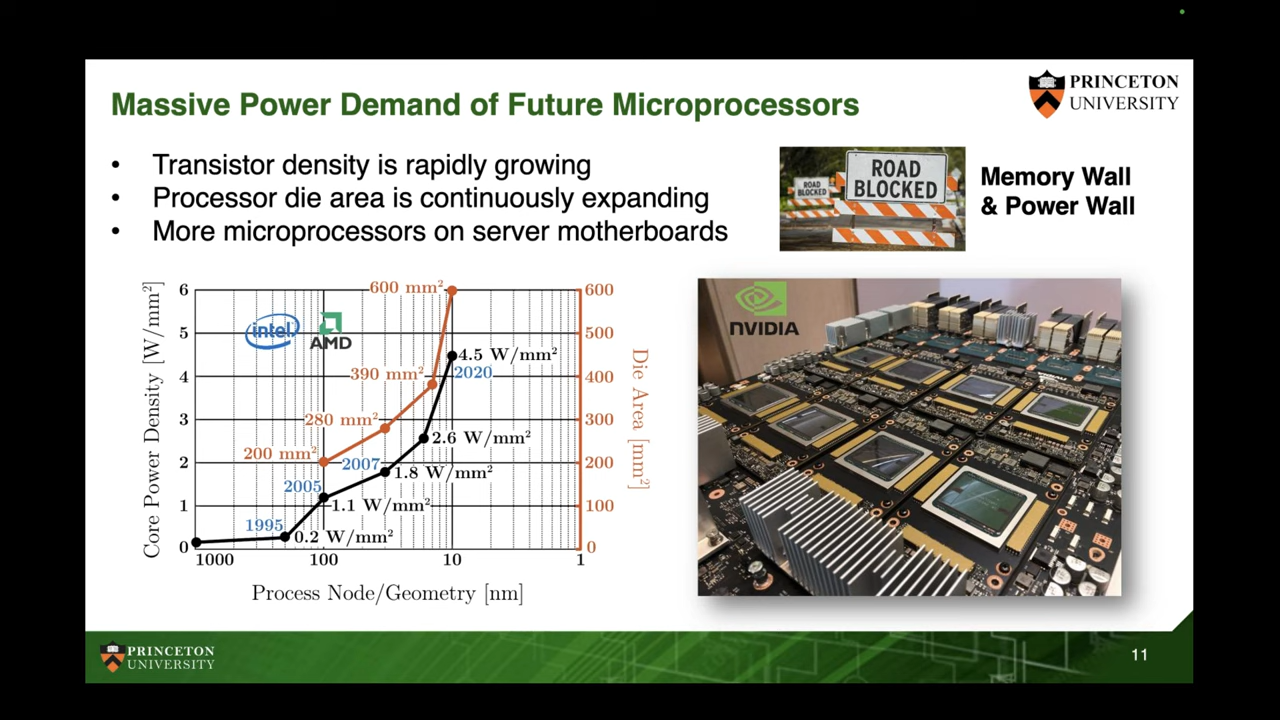 Massive Power Demand of Future Microprocessors
PRINCETON
UNIVERSITY
• Transistor density is rapidly growing
• Processor die area is continuously expanding
• More microprocessors on server motherboards
ROAD
BLOCKED
ROAD
BLOCKED
Memory Wall
& Power Wall
Core Power Density [W/mm²]
6
5
4
3
2
1
0
intel
AMD
600 mm²
390 mm²
280 mm²
200 mm²
4.5 W/mm²
2020
2.6 W/mm²
2007
1.8 W/mm²
2005
1.1 W/mm²
1995
0.2 W/mm²
600
500
400
300
200
100
0
Die Area [mm²]
1000
100
10
1
Process Node/Geometry [nm]
NVIDIA
PRINCETON
UNIVERSITY
11